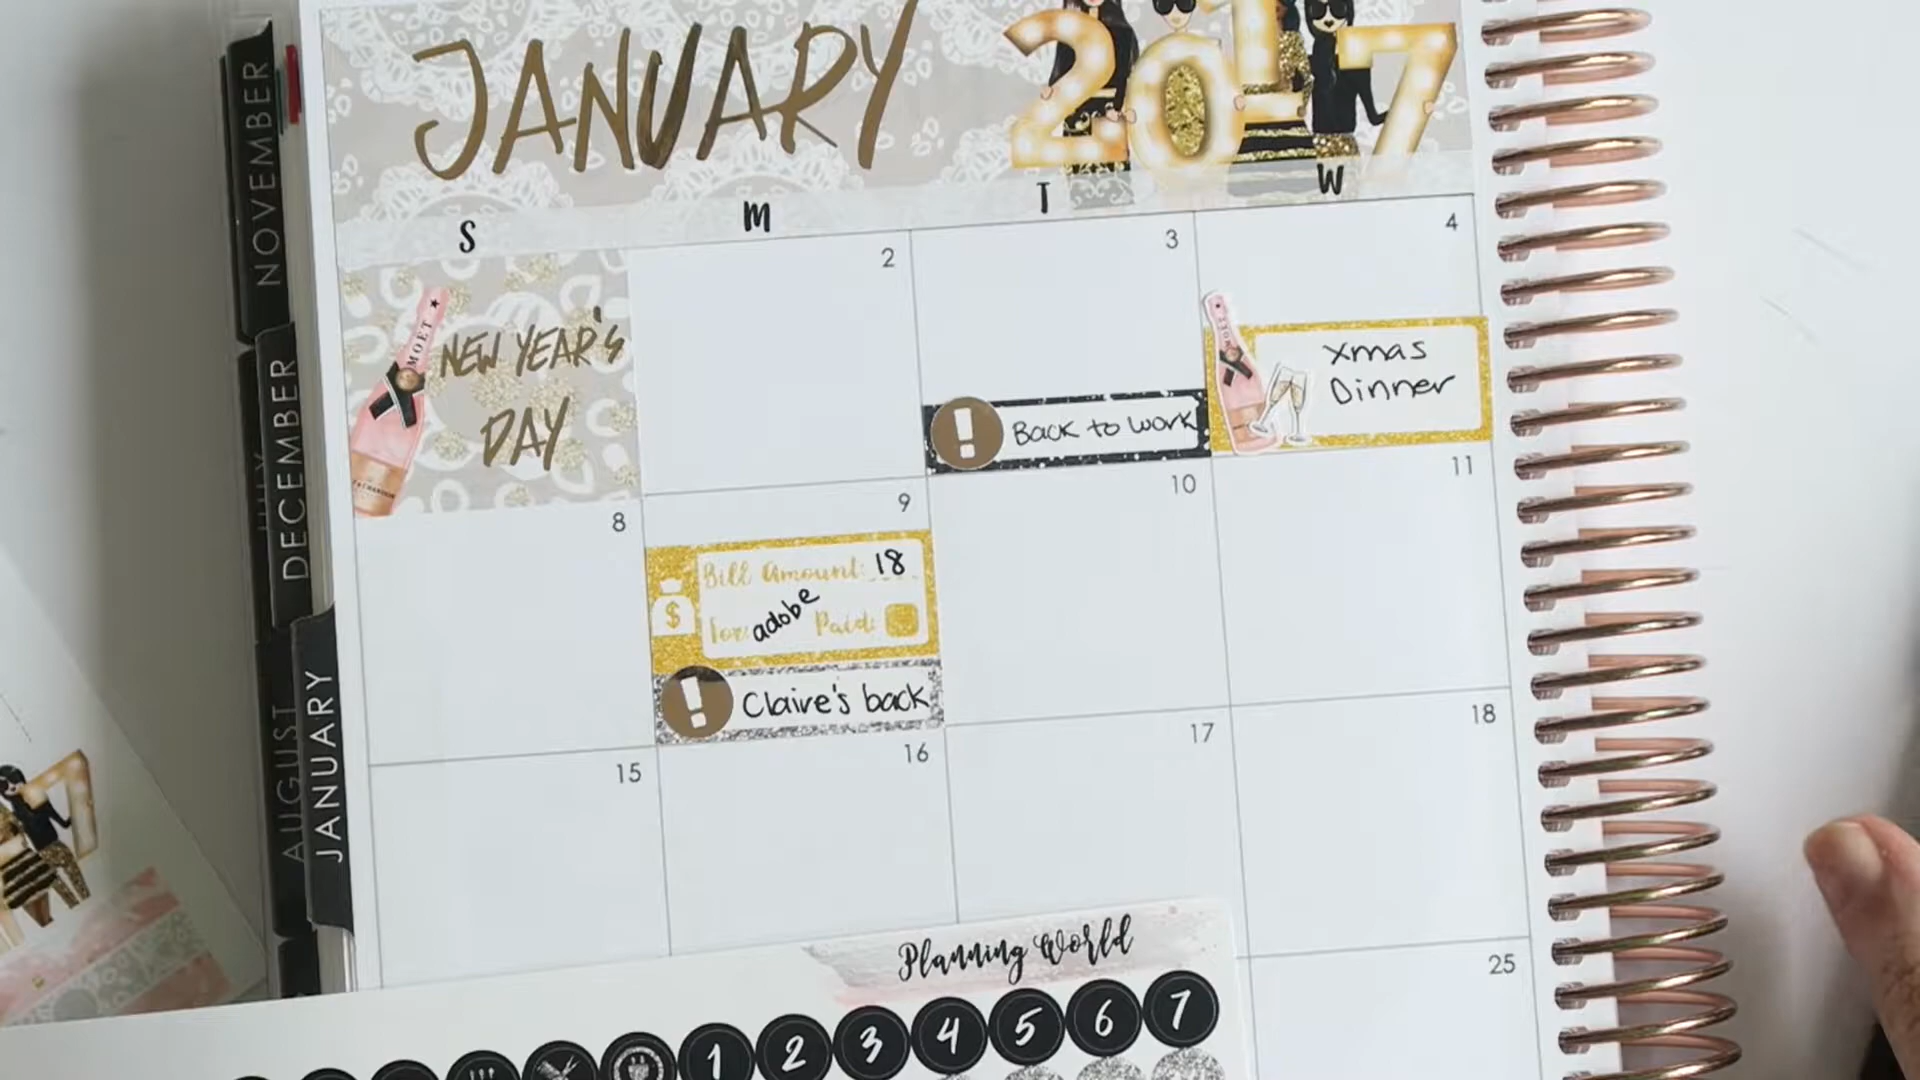 JANUARY 2017
S M T W
NEW YEAR'S
DAY
MOET
2
3
Back to work
4
MOET
Xmas
Dinner
8
9
Bill Amount: 18
For: adobe Paid:
$
Claire's back
10
11
15
16
17
18
25
Planning World
1 2 3 4 5 6 7
NOVEMBER
DECEMBER
JULY
AUGUST
JANUARY